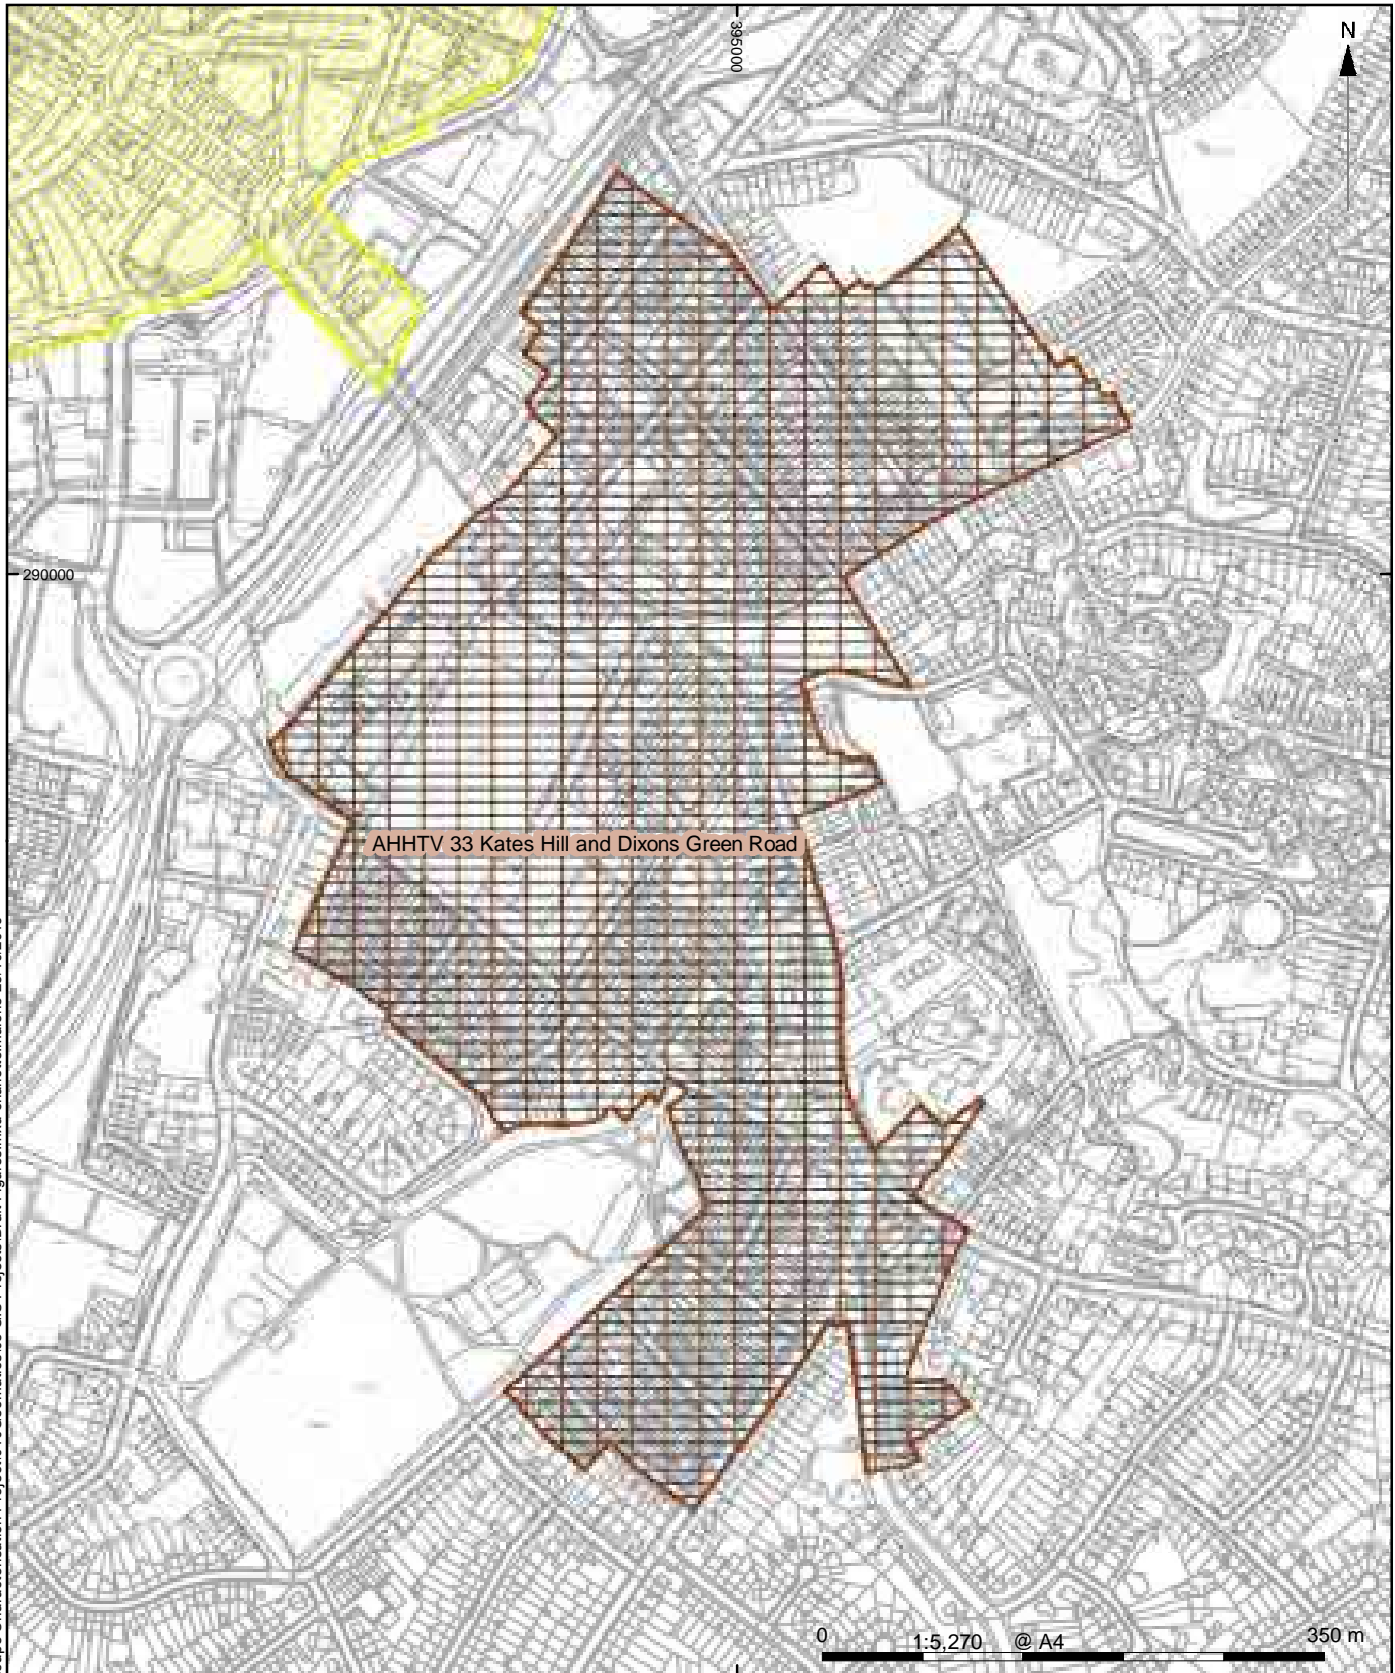 395000
N
290000
AHHTV 33 Kates Hill and Dixons Green Road
0
1:5,270 @ A4
350 m